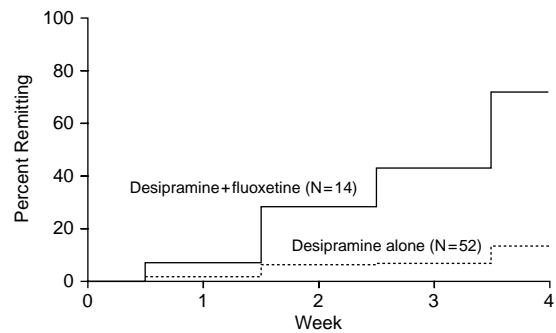 Percent Remitting
100
80
60
40
20
0
Desipramine+fluoxetine (N=14)
Desipramine alone (N=52)
0 1 2 3 4
Week